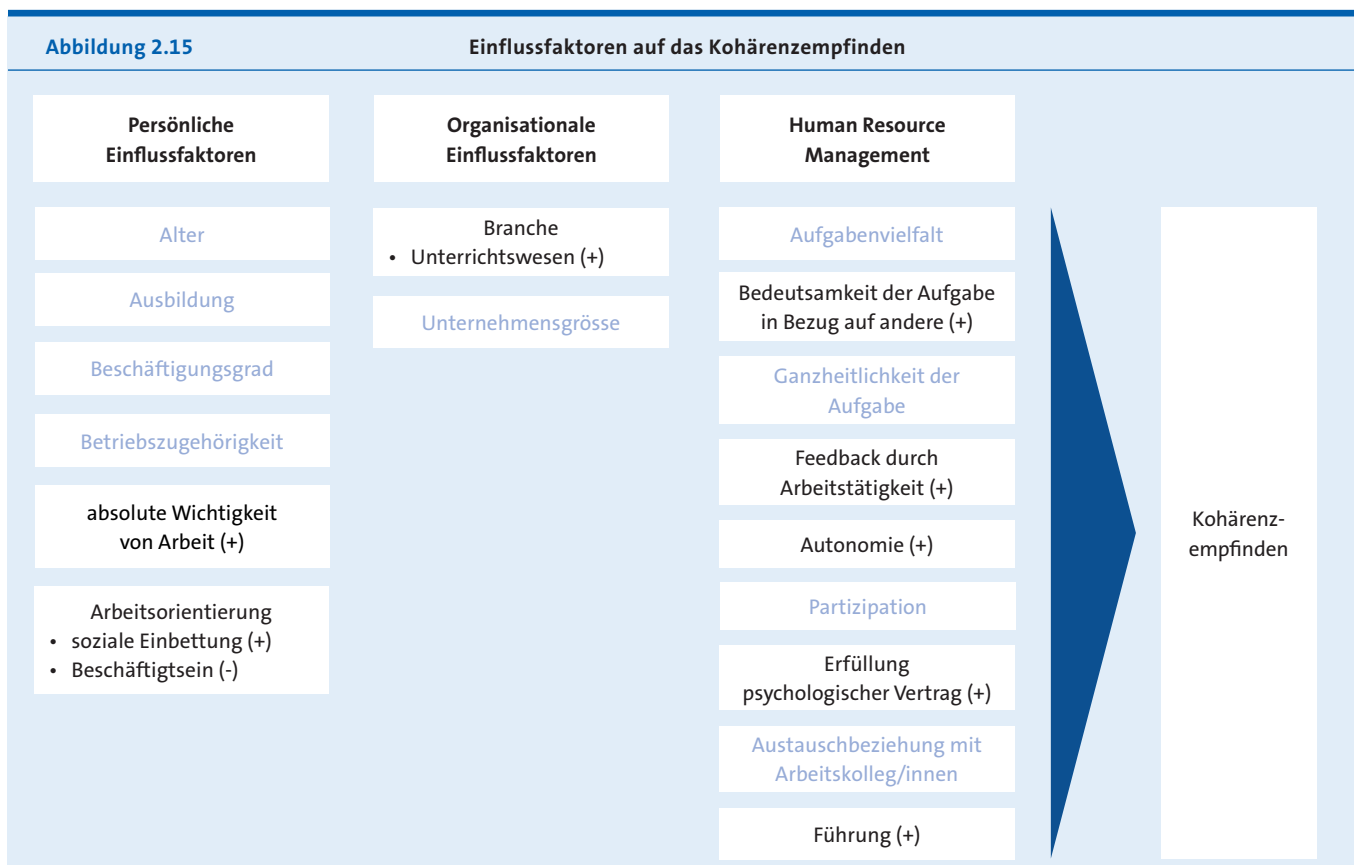 Abbildung 2.15
Einflussfaktoren auf das Kohärenzempfinden
Persönliche
Einflussfaktoren
Alter
Ausbildung
Beschäftigungsgrad
Betriebszugehörigkeit
absolute Wichtigkeit
von Arbeit (+)
Arbeitsorientierung
• soziale Einbettung (+)
• Beschäftigtsein (-)
Organisationale
Einflussfaktoren
Branche
• Unterrichtswesen (+)
Unternehmensgrösse
Human Resource
Management
Aufgabenvielfalt
Bedeutsamkeit der Aufgabe
in Bezug auf andere (+)
Ganzheitlichkeit der
Aufgabe
Feedback durch
Arbeitstätigkeit (+)
Autonomie (+)
Partizipation
Erfüllung
psychologischer Vertrag (+)
Austauschbeziehung mit
Arbeitskolleg/innen
Führung (+)
Kohärenz-
empfinden